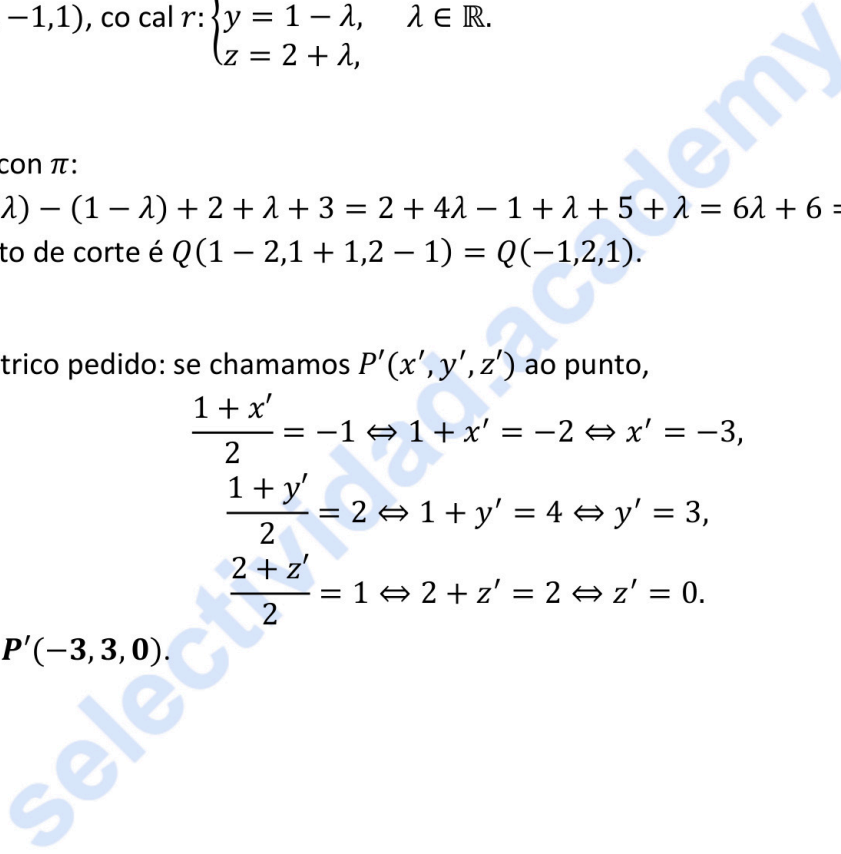 −1,1), co cal r: { y = 1 − λ, λ ∈ ℝ.
z = 2 + λ,
con π:
λ) − (1 − λ) + 2 + λ + 3 = 2 + 4λ − 1 + λ + 5 + λ = 6λ + 6 =
to de corte é Q(1 − 2,1 + 1,2 − 1) = Q(−1,2,1).
trico pedido: se chamamos P′(x′, y′, z′) ao punto,
(1 + x′)/2 = −1 ⇔ 1 + x′ = −2 ⇔ x′ = −3,
(1 + y′)/2 = 2 ⇔ 1 + y′ = 4 ⇔ y′ = 3,
(2 + z′)/2 = 1 ⇔ 2 + z′ = 2 ⇔ z′ = 0.
P′(−3, 3, 0).
selectividad.academy